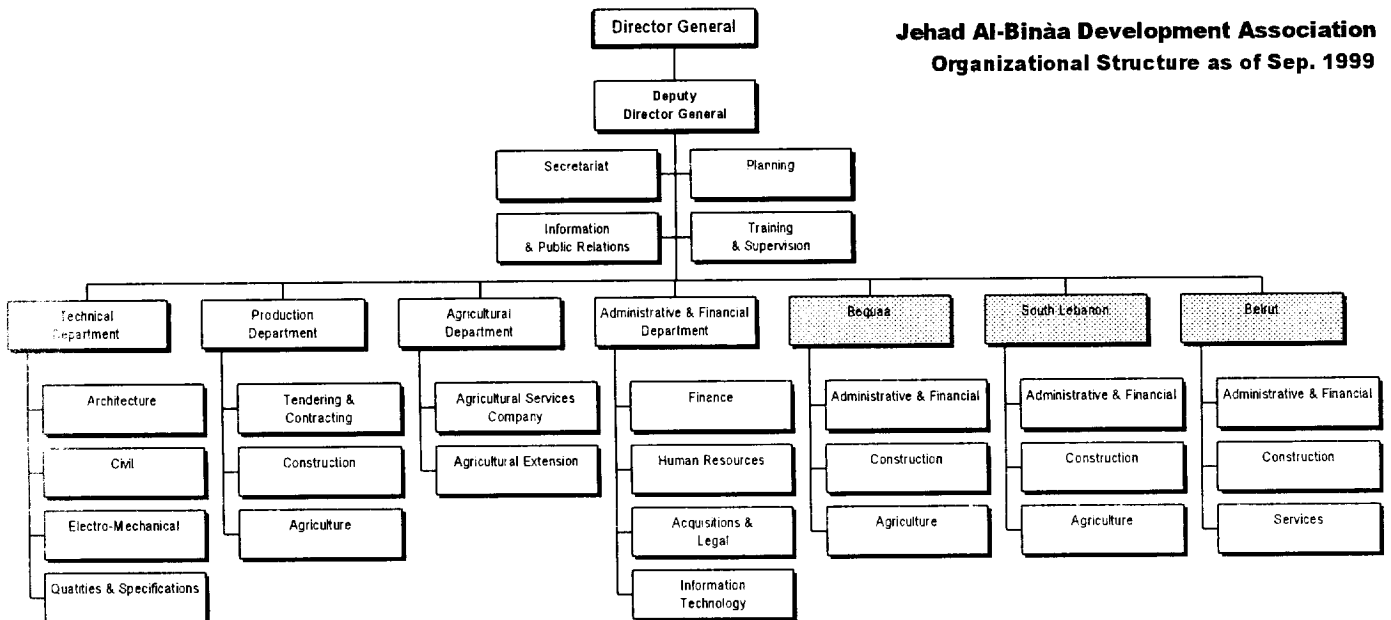 Jehad Al-Binàa Development Association
Organizational Structure as of Sep. 1999
Director General
Deputy
Director General
Secretariat
Planning
Information
& Public Relations
Training
& Supervision
Technical
Department
Production
Department
Agricultural
Department
Administrative & Financial
Department
Bequaa
South Lebanon
Beirut
Architecture
Civil
Electro-Mechanical
Quatities & Specifications
Tendering &
Contracting
Construction
Agriculture
Agricultural Services
Company
Agricultural Extension
Finance
Human Resources
Acquisitions &
Legal
Information
Technology
Administrative & Financial
Construction
Agriculture
Administrative & Financial
Construction
Agriculture
Administrative & Financial
Construction
Services